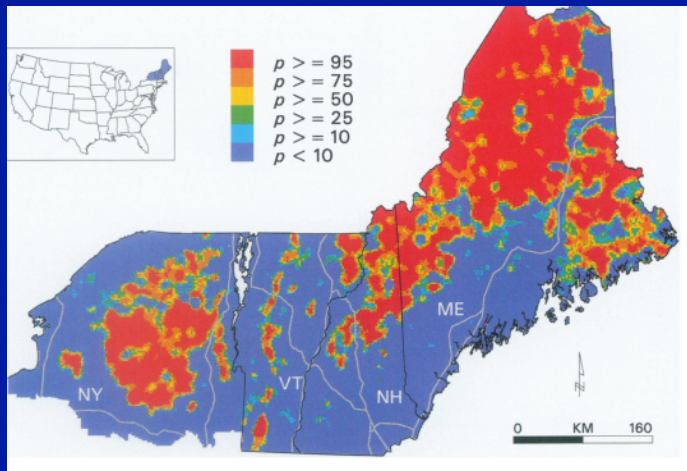 p > = 95
p > = 75
p > = 50
p > = 25
p > = 10
p < 10
ME
VT
NY
NH
N
0 KM 160